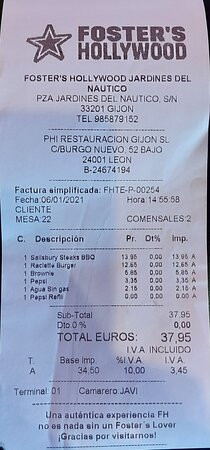 FOSTER'S
HOLLYWOOD
FOSTER'S HOLLYWOOD JARDINES DEL
NAUTICO
PZA JARDINES DEL NAUTICO, S/N
33201 GIJON
TEL 985879152
PHI RESTAURACION GIJON SL
C/BURGO NUEVO, 52 BAJO
24001 LEON
B-24674194
Factura simplificada: FHTE-P-00254
Fecha:06/01/2021 Hora:14:55:58
CLIENTE
MESA:22 COMENSALES:2
C. Descripción Pr. Dt% Imp.
1 Salisbury Steaks BBQ 13,95 0,00 13,95 A
1 Raclette Burger 12,65 0,00 12,65 A
1 Brownie 5,85 0,00 5,85 A
1 Pepsi 3,35 0,00 3,35 A
1 Agua Sin gas 2,15 0,00 2,15 A
1 Pepsi Refil 0,00 0,00 0,00 A
Sub-Total 37,95
Dto.0 % 0,00
TOTAL EUROS: 37,95
I.V.A. INCLUIDO
T. Base Imp. %I.V.A. I.V.A.
A 34,50 10,00 3,45
Terminal: 01 Camarero:JAVI
Una auténtica experiencia FH
no es nada sin un Foster´s Lover
¡Gracias por visitarnos!